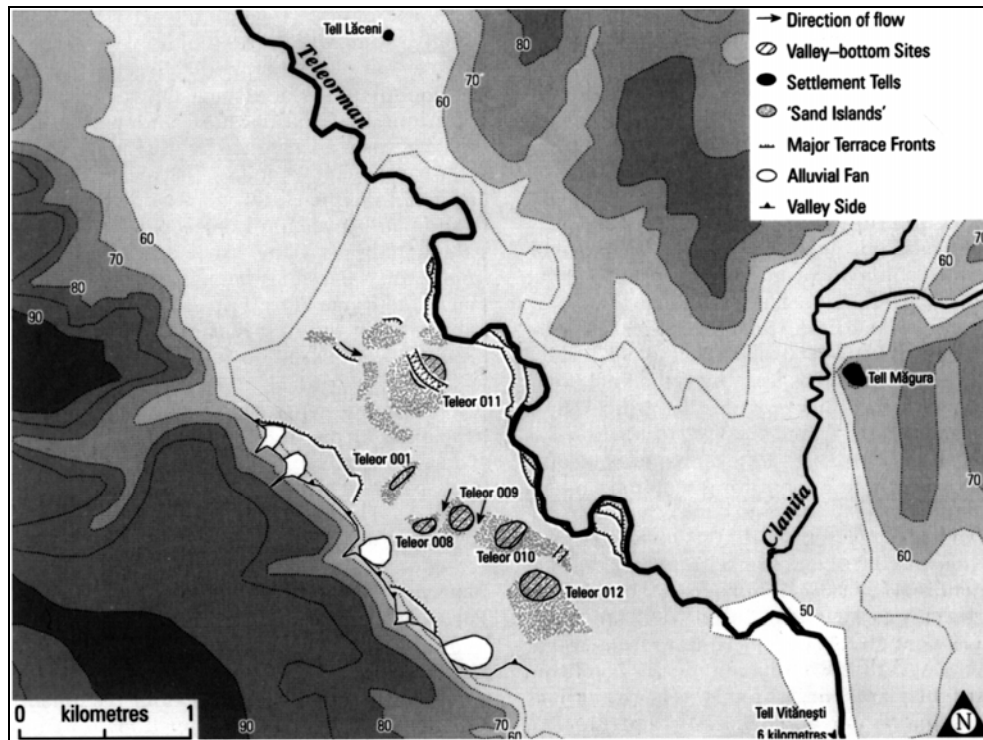 Tell Lăceni
Teleorman
80
70
60
→ Direction of flow
Valley–bottom Sites
Settlement Tells
'Sand Islands'
Major Terrace Fronts
Alluvial Fan
Valley Side
60
70
80
90
70
60
Tell Măgura
Teleor 011
Teleor 001
Teleor 009
Teleor 008
Teleor 010
Teleor 012
Clanița
70
60
50
0 kilometres 1
90
80
70
60
Tell Vitănești
6 kilometres
N